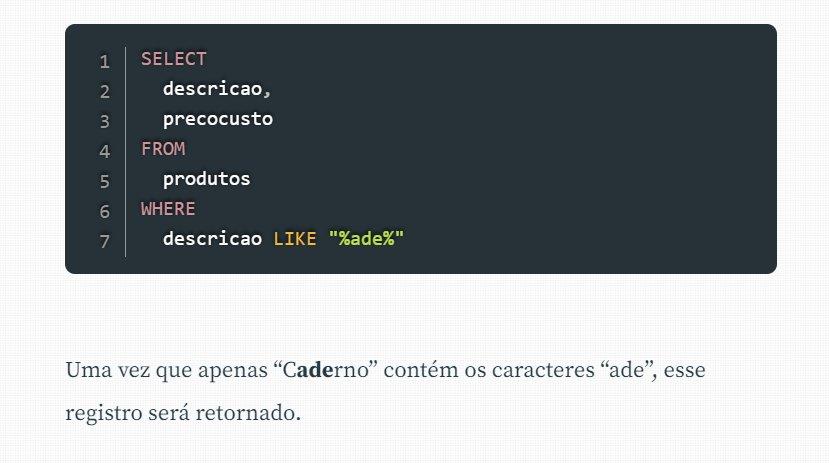 1 SELECT
2 descricao,
3 precocusto
4 FROM
5 produtos
6 WHERE
7 descricao LIKE "%ade%"
Uma vez que apenas “Caderno” contém os caracteres “ade”, esse
registro será retornado.